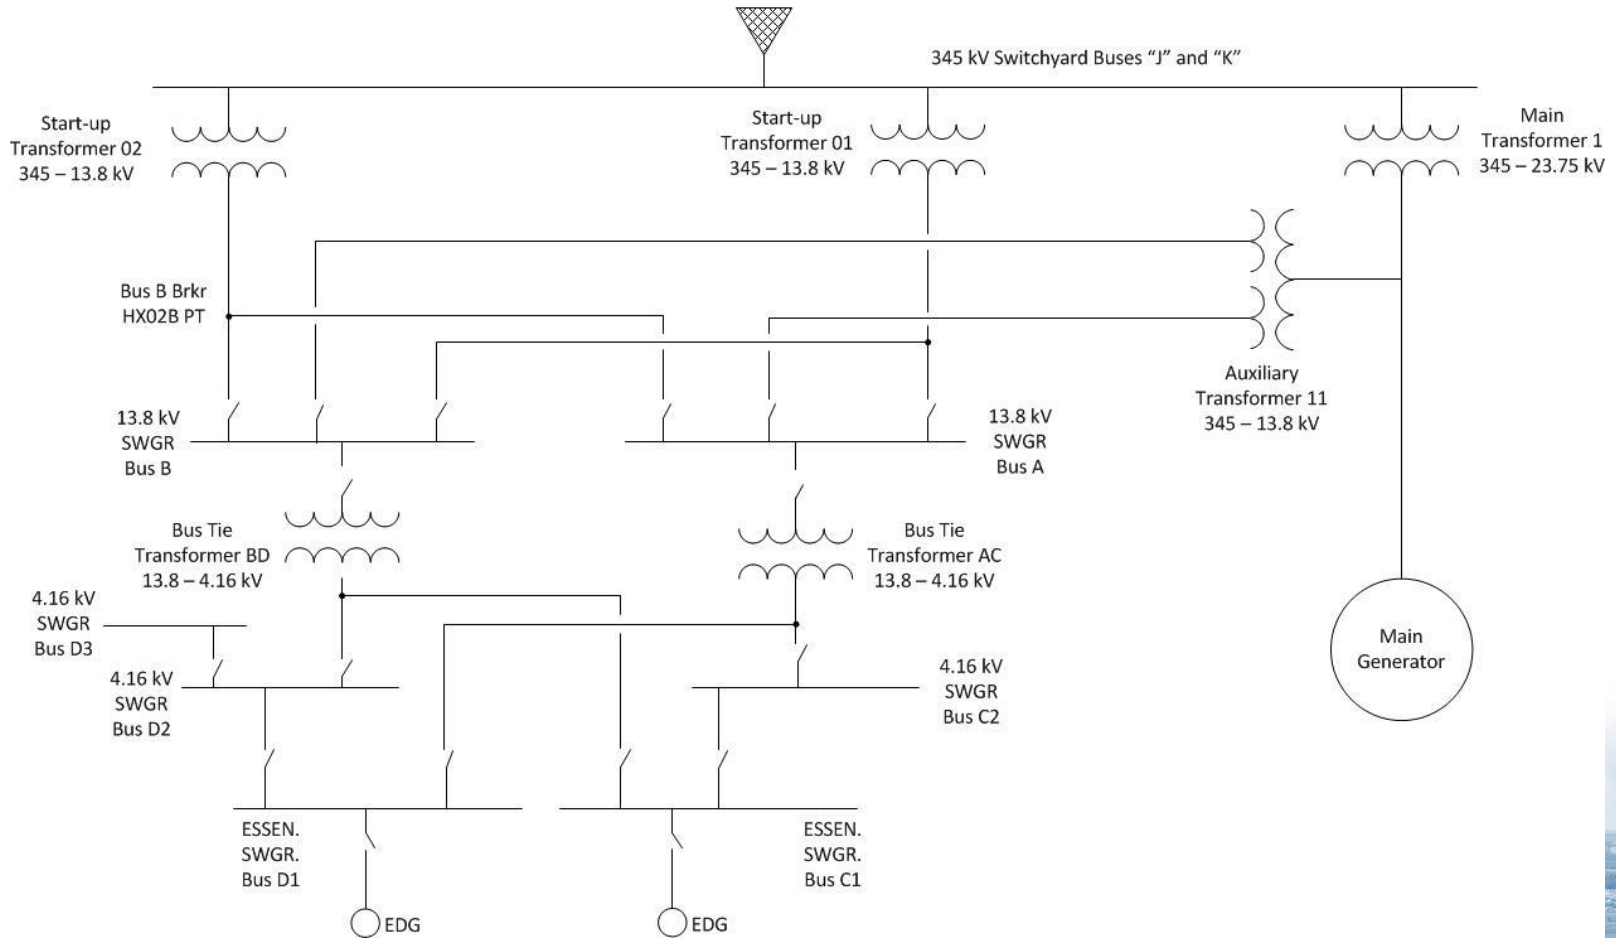 345 kV Switchyard Buses “J” and “K”
Start-up
Transformer 02
345 – 13.8 kV
Start-up
Transformer 01
345 – 13.8 kV
Main
Transformer 1
345 – 23.75 kV
Bus B Brkr
HX02B PT
Auxiliary
Transformer 11
345 – 13.8 kV
13.8 kV
SWGR
Bus B
13.8 kV
SWGR
Bus A
Bus Tie
Transformer BD
13.8 – 4.16 kV
Bus Tie
Transformer AC
13.8 – 4.16 kV
4.16 kV
SWGR
Bus D3
4.16 kV
SWGR
Bus D2
4.16 kV
SWGR
Bus C2
Main
Generator
ESSEN.
SWGR.
Bus D1
ESSEN.
SWGR.
Bus C1
EDG
EDG